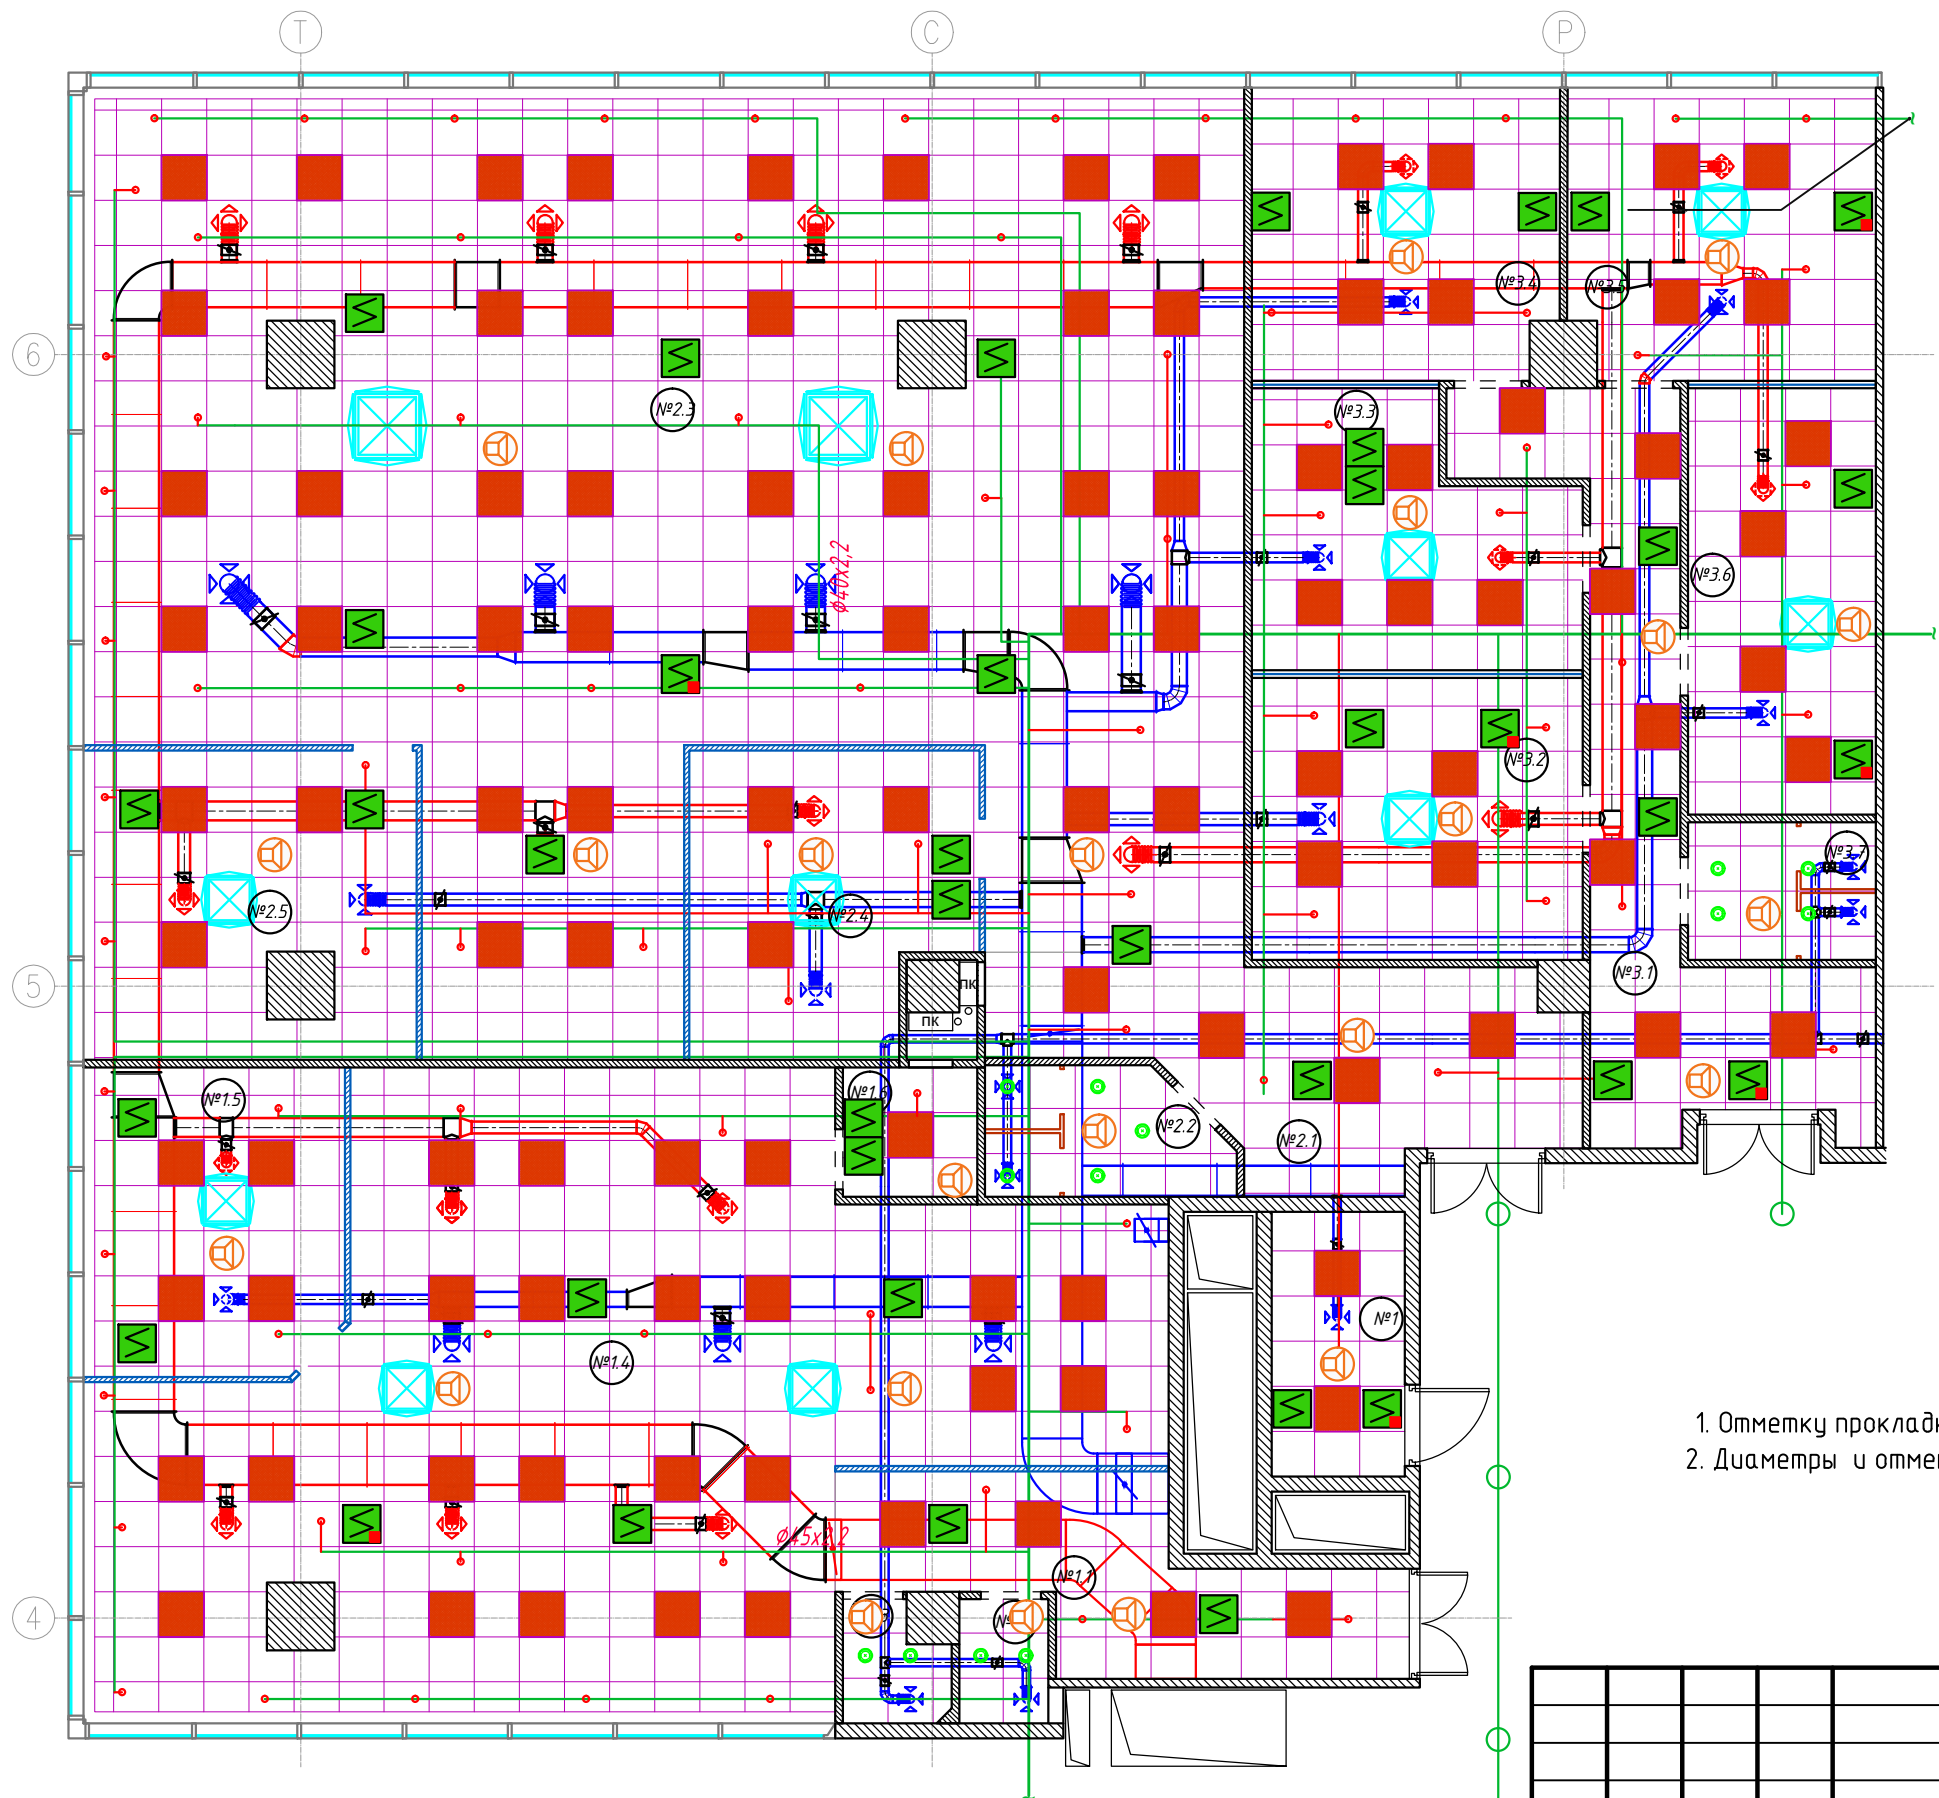 Т
С
Р
6
5
4
№3.4
№3.5
№2.3
№3.3
ø40x2,2
№3.6
№3.2
№3.7
№2.5
№2.4
№3.1
ПК
ПК
№1.5
№1.6
№2.2
№2.1
№1
№1.4
1. Отметку
2. Диаметры и
ø45x2,2
№1.1